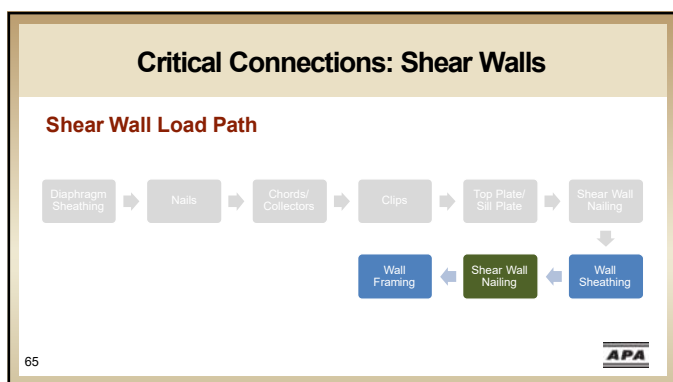 Critical Connections: Shear Walls
Shear Wall Load Path
Diaphragm
Sheathing
Nails
Chords/
Collectors
Clips
Top Plate/
Sill Plate
Shear Wall
Nailing
Wall
Sheathing
Shear Wall
Nailing
Wall
Framing
65
APA